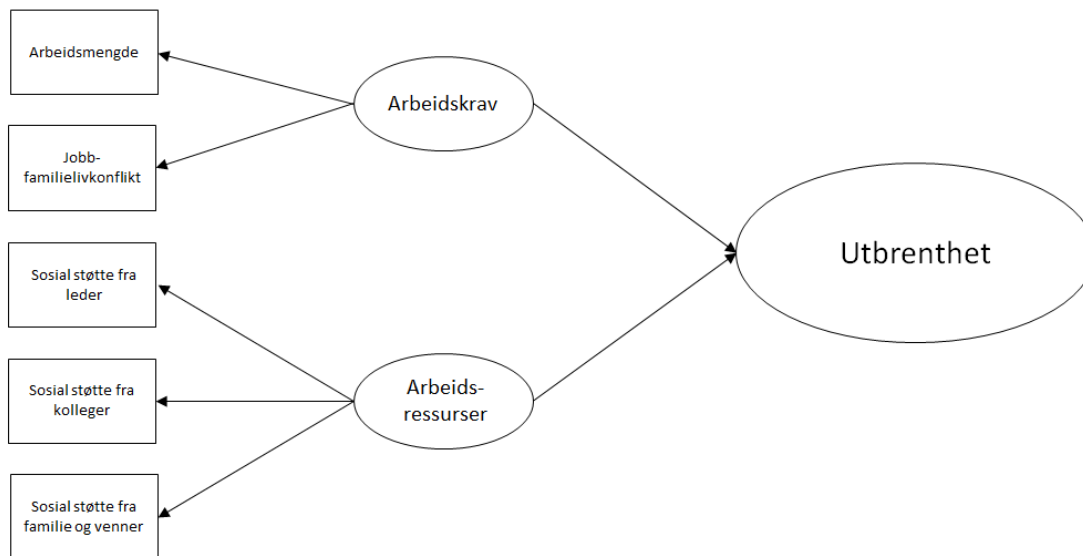 Arbeidsmengde
Jobb-
familielivkonflikt
Sosial støtte fra
leder
Sosial støtte fra
kolleger
Sosial støtte fra
familie og venner
Arbeidskrav
Arbeids-
ressurser
Utbrenthet